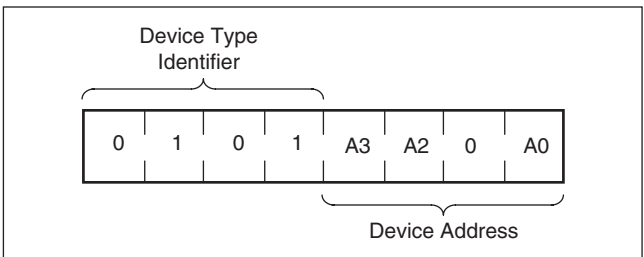 Device Type
Identifier
0 1 0 1 A3 A2 0 A0
Device Address